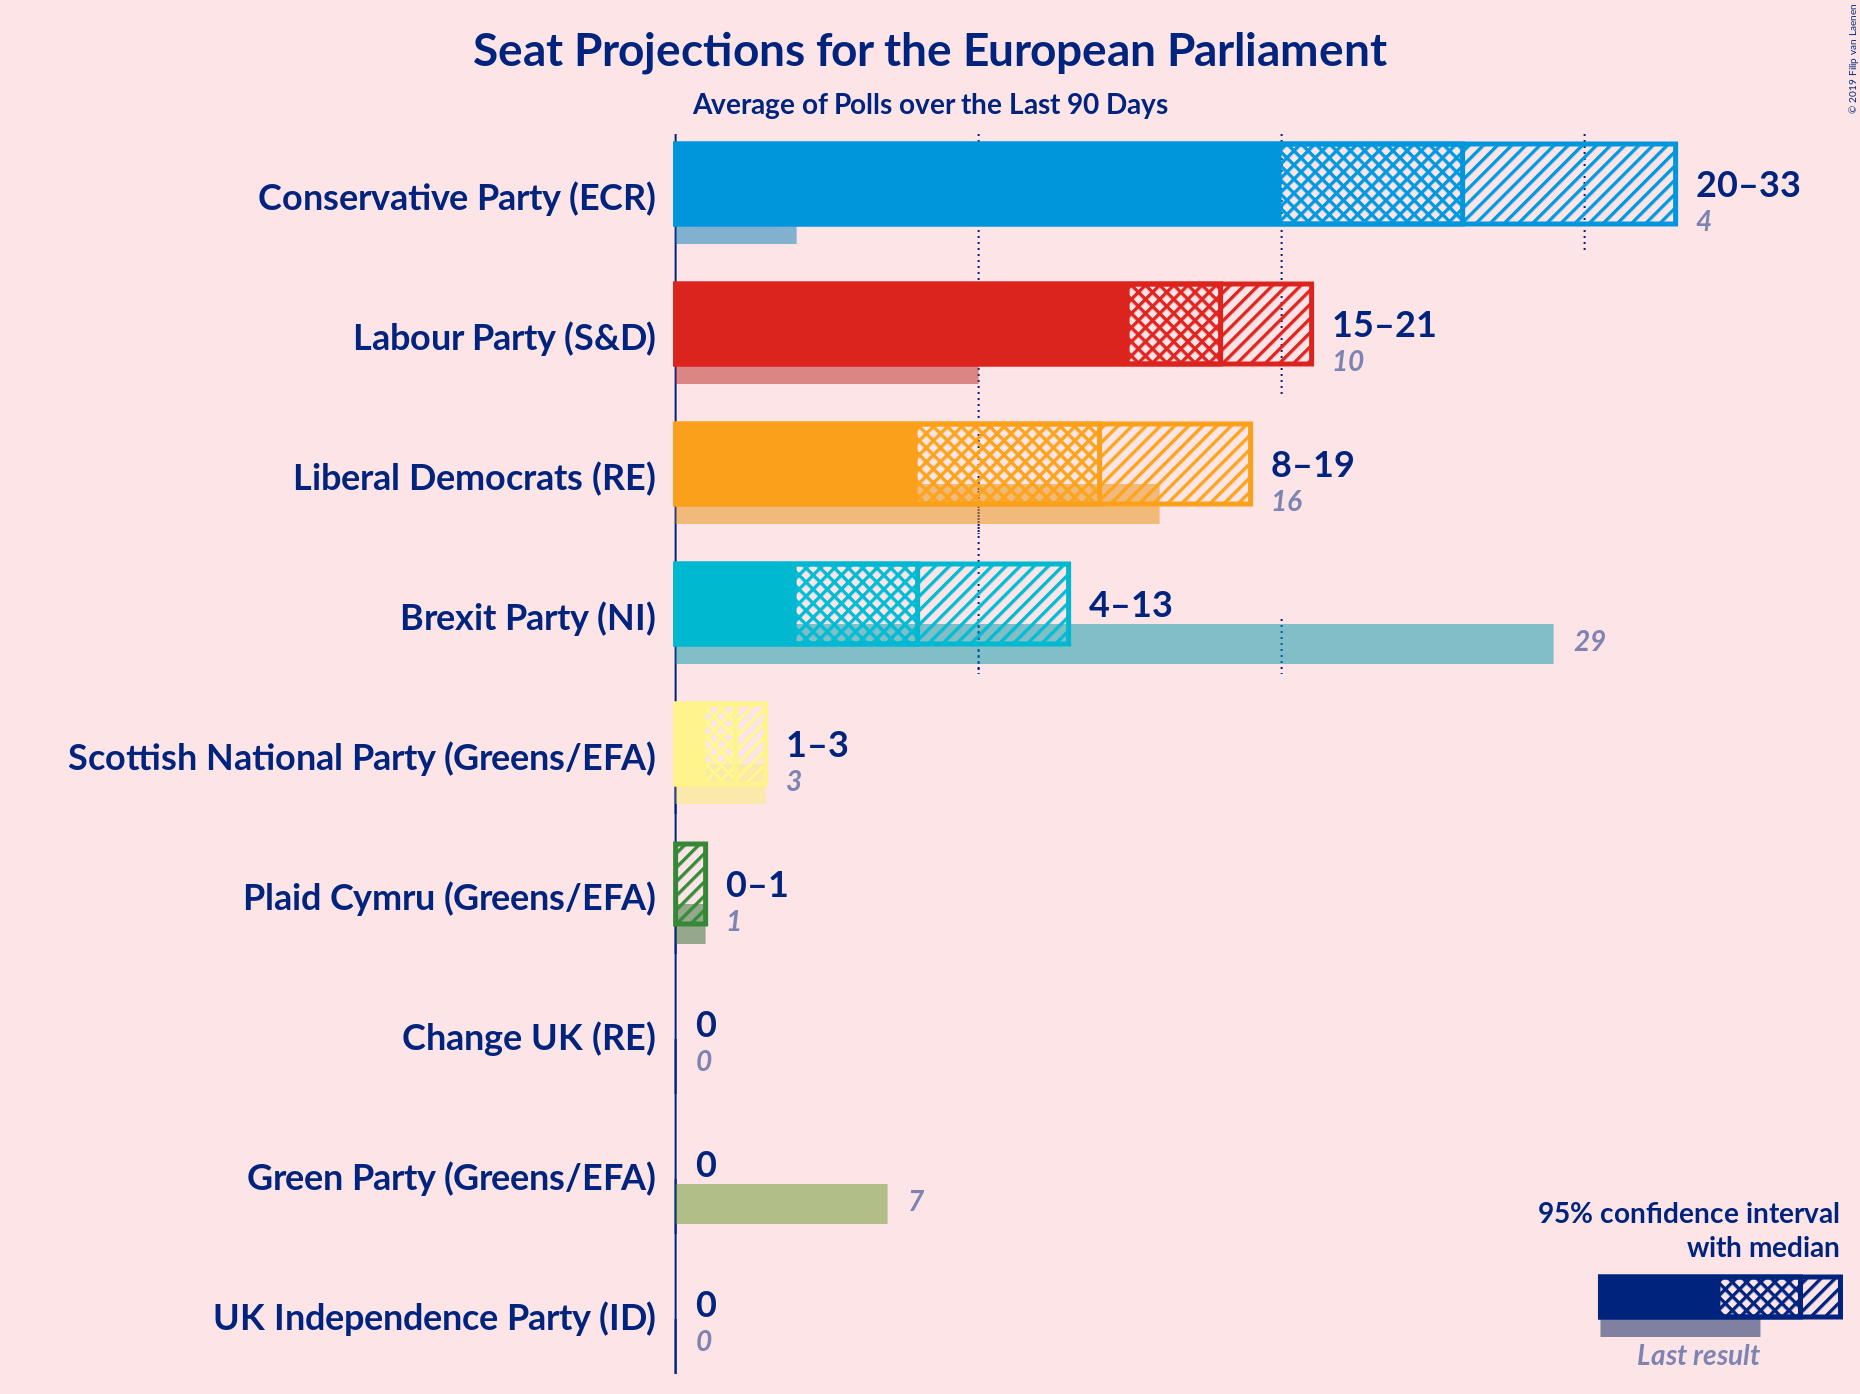 Seat Projections for the European Parliament
Average of Polls over the Last 90 Days
© 2019 Filip van Laenen
Conservative Party (ECR)
20–33
4
Labour Party (S&D)
15–21
10
Liberal Democrats (RE)
8–19
16
Brexit Party (NI)
4–13
29
Scottish National Party (Greens/EFA)
1–3
3
Plaid Cymru (Greens/EFA)
0–1
1
Change UK (RE)
0
0
Green Party (Greens/EFA)
0
7
UK Independence Party (ID)
0
0
95% confidence interval
with median
Last result